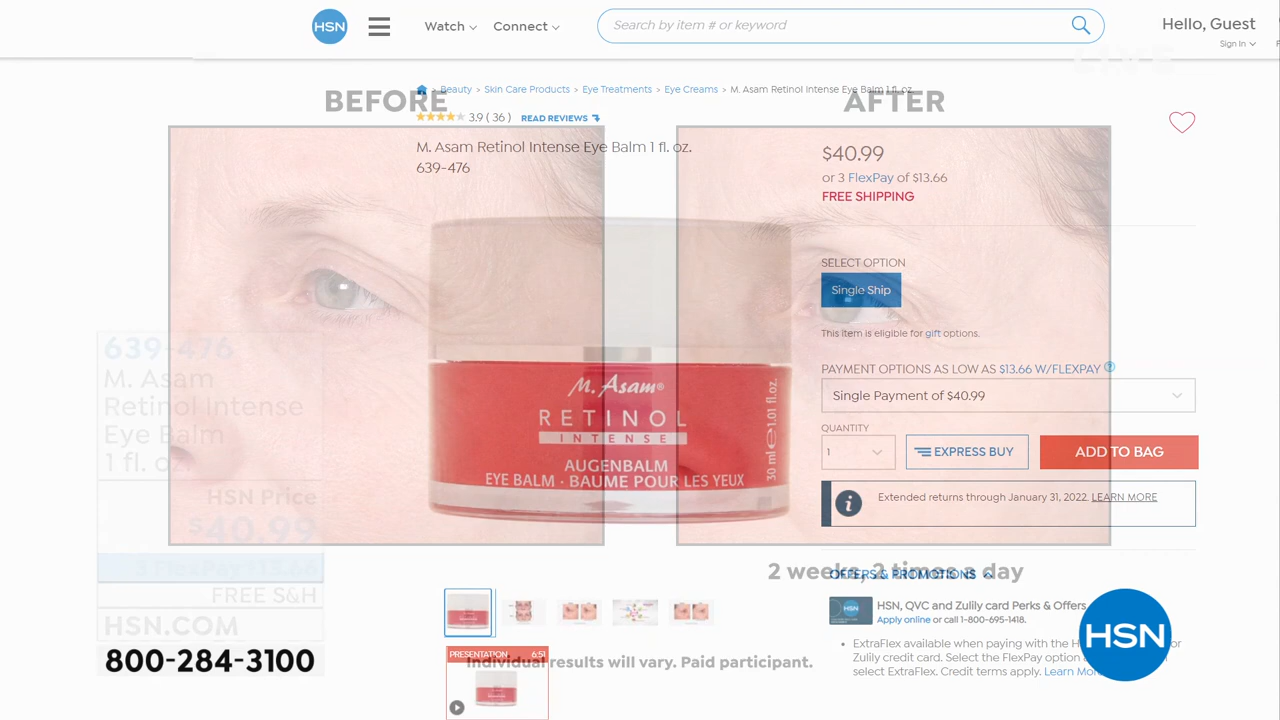 HSN
Watch
Connect
Search by item # or keyword
Hello, Guest
Sign In
BEFORE
AFTER
> Beauty > Skin Care Products > Eye Treatments > Eye Creams > M. Asam Retinol Intense Eye Balm 1 fl. oz.
3.9 ( 36 ) READ REVIEWS
M. Asam Retinol Intense Eye Balm 1 fl. oz.
639-476
$40.99
or 3 FlexPay of $13.66
FREE SHIPPING
SELECT OPTION
Single Ship
This item is eligible for gift options.
PAYMENT OPTIONS AS LOW AS $13.66 W/FLEXPAY
Single Payment of $40.99
QUANTITY
1
EXPRESS BUY
ADD TO BAG
Extended returns through January 31, 2022. LEARN MORE
M. Asam®
RETINOL
INTENSE
AUGENBALM
EYE BALM · BAUME POUR LES YEUX
30 ml ℮ 1.01 fl.oz.
639-476
M. Asam
Retinol Intense
Eye Balm
1 fl. oz.
HSN Price
$40.99
FREE S&H
HSN.COM
800-284-3100
2 weeks, 2 times a day
OFFERS & PROMOTIONS
HSN, QVC and Zulily card Perks & Offers
Apply online or call 1-800-695-1418.
ExtraFlex available when paying with the
Zulily credit card. Select the FlexPay option
select ExtraFlex. Credit terms apply. Learn
PRESENTATION 6:51
Individual results will vary. Paid participant.
HSN